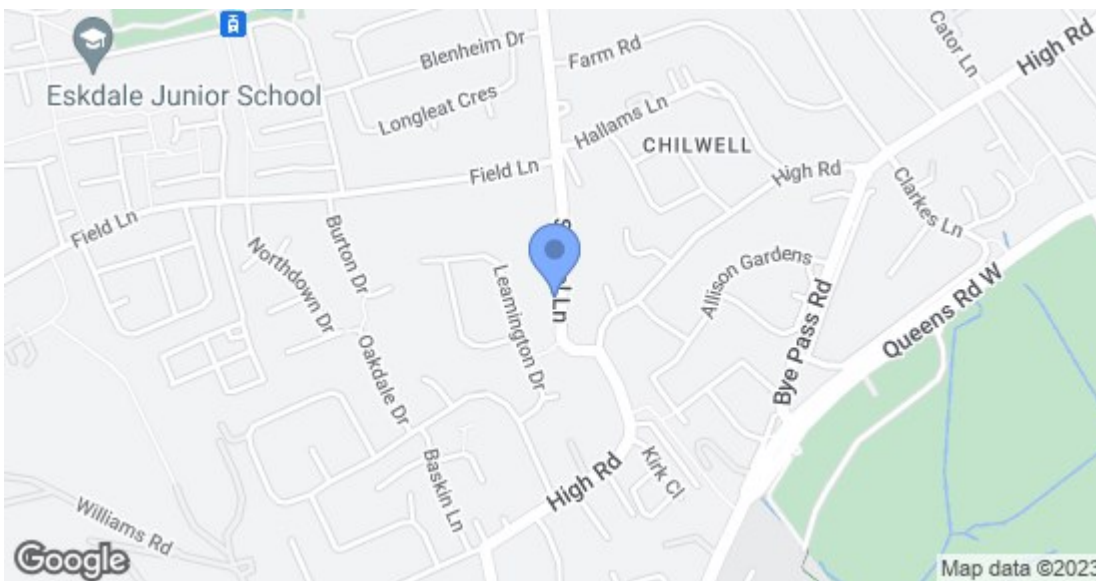 Cator Ln
High Rd
Blenheim Dr
Farm Rd
Eskdale Junior School
Longleat Cres
Hallams Ln
CHILWELL
Field Ln
High Rd
Clarkes Ln
Field Ln
Burton Dr
Northdown Dr
Leamington Dr
Ln
Allison Gardens
Queens Rd W
Bye Pass Rd
Oakdale Dr
Baskin Ln
Kirk Cl
High Rd
Williams Rd
Google
Map data ©2023